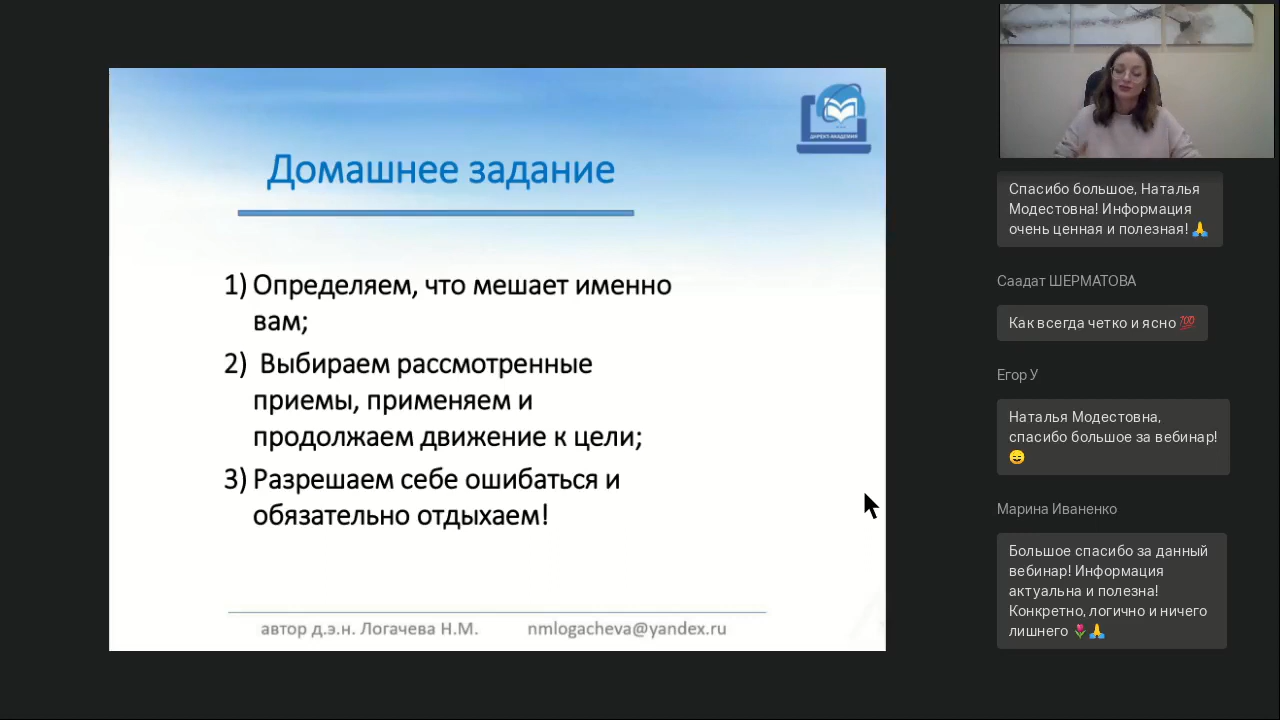 ДИРЕКТ-АКАДЕМИЯ
Домашнее задание
1) Определяем, что мешает именно
вам;
2) Выбираем рассмотренные
приемы, применяем и
продолжаем движение к цели;
3) Разрешаем себе ошибаться и
обязательно отдыхаем!
автор д.э.н. Логачева Н.М. nmlogacheva@yandex.ru
Спасибо большое, Наталья
Модестовна! Информация
очень ценная и полезная! 🙏
Саадат ШЕРМАТОВА
Как всегда четко и ясно 💯
Егор У
Наталья Модестовна,
спасибо большое за вебинар!
😄
Марина Иваненко
Большое спасибо за данный
вебинар! Информация
актуальна и полезна!
Конкретно, логично и ничего
лишнего 🌷🙏